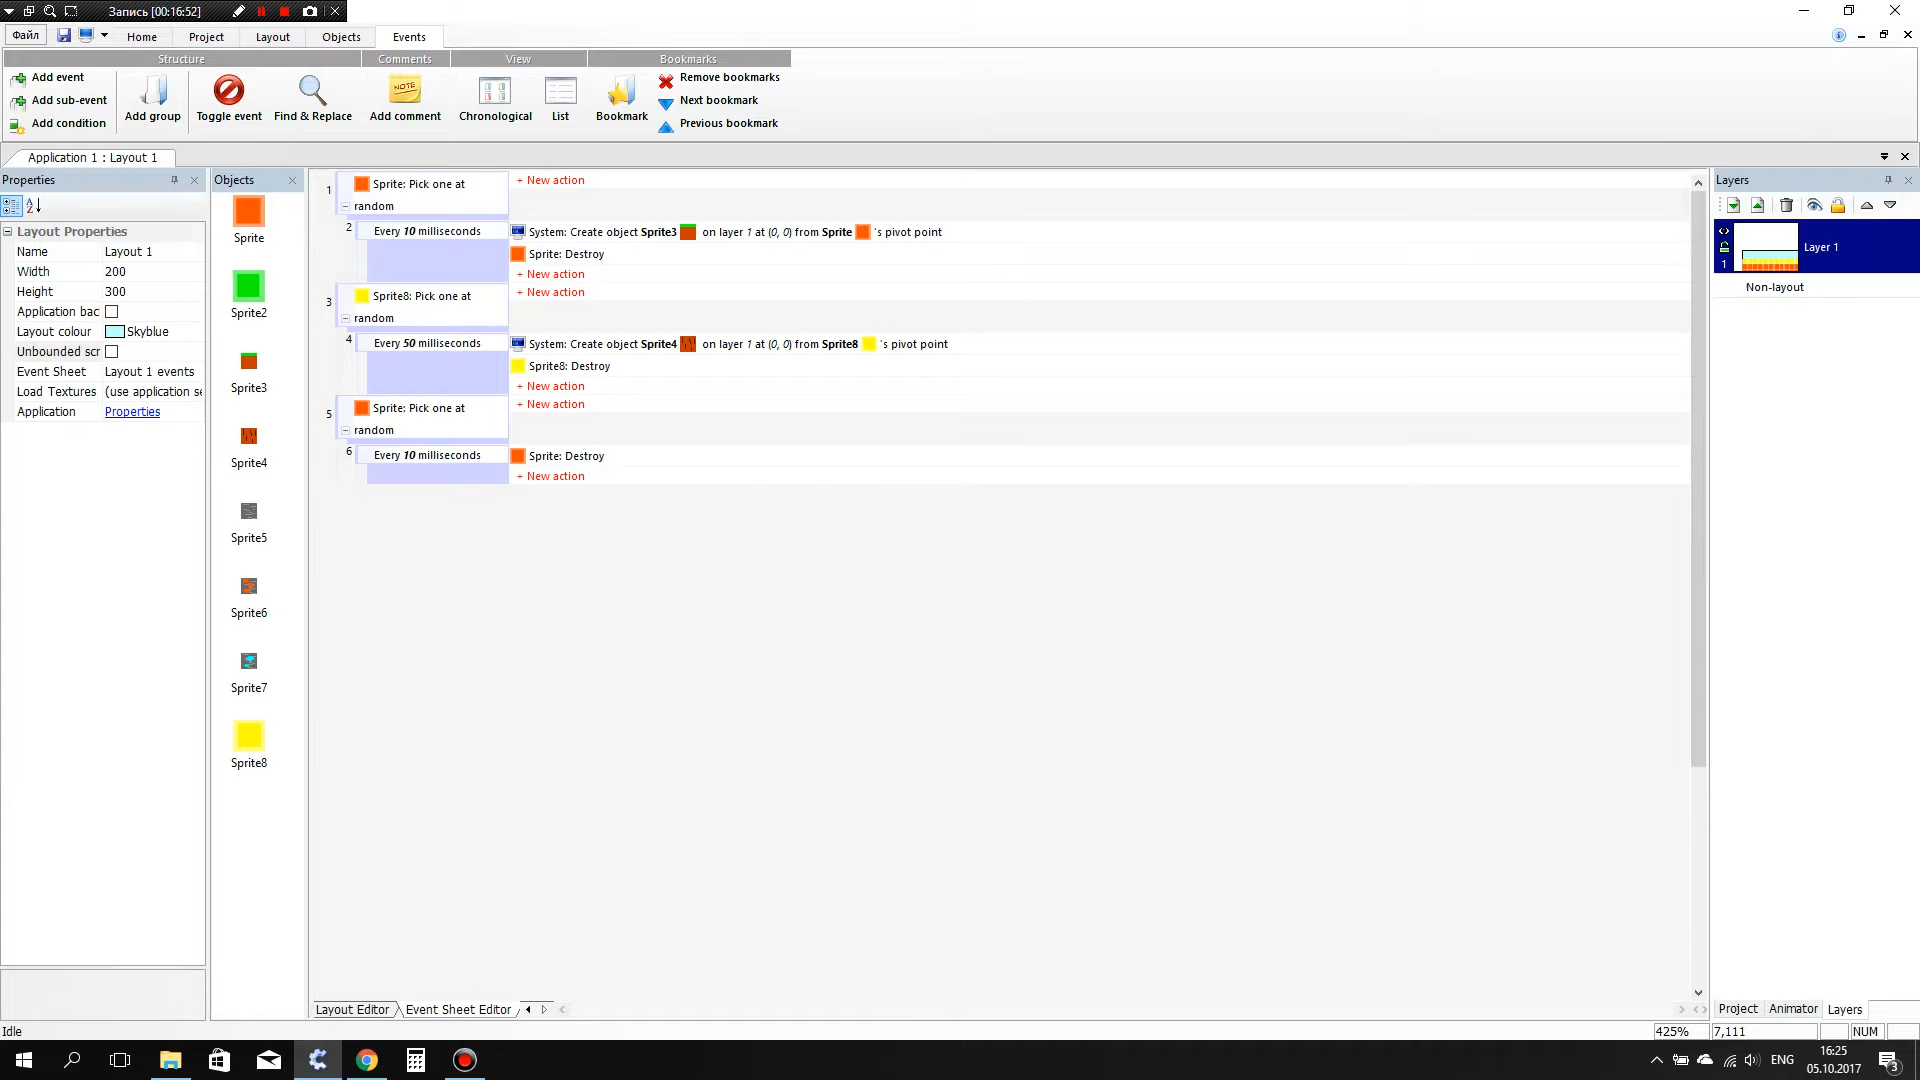 Запись [00:16:52]
Файл
Home
Project
Layout
Objects
Events
Structure
Comments
View
Bookmarks
Add event
Add sub-event
Add condition
Add group
Toggle event
Find & Replace
NOTE
Add comment
Chronological
List
Bookmark
Remove bookmarks
Next bookmark
Previous bookmark
Application 1 : Layout 1
Properties
Layout Properties
Name Layout 1
Width 200
Height 300
Application bac
Layout colour Skyblue
Unbounded scr
Event Sheet Layout 1 events
Load Textures (use application se
Application Properties
Objects
Sprite
Sprite2
Sprite3
Sprite4
Sprite5
Sprite6
Sprite7
Sprite8
1 Sprite: Pick one at random
+ New action
2 Every 10 milliseconds
System: Create object Sprite3 on layer 1 at (0, 0) from Sprite 's pivot point
Sprite: Destroy
+ New action
3 Sprite8: Pick one at random
+ New action
4 Every 50 milliseconds
System: Create object Sprite4 on layer 1 at (0, 0) from Sprite8 's pivot point
Sprite8: Destroy
+ New action
5 Sprite: Pick one at random
+ New action
6 Every 10 milliseconds
Sprite: Destroy
+ New action
Layers
1 Layer 1
Non-layout
Layout Editor
Event Sheet Editor
Project
Animator
Layers
Idle
425%
7,111
NUM
ENG
16:25
05.10.2017
3